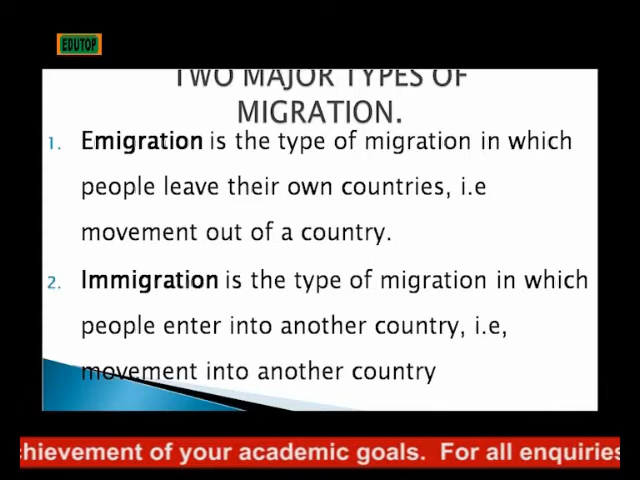 EDUTOP
TWO MAJOR TYPES OF
MIGRATION.
1. Emigration is the type of migration in which
people leave their own countries, i.e
movement out of a country.
2. Immigration is the type of migration in which
people enter into another country, i.e,
movement into another country
chievement of your academic goals. For all enquiries